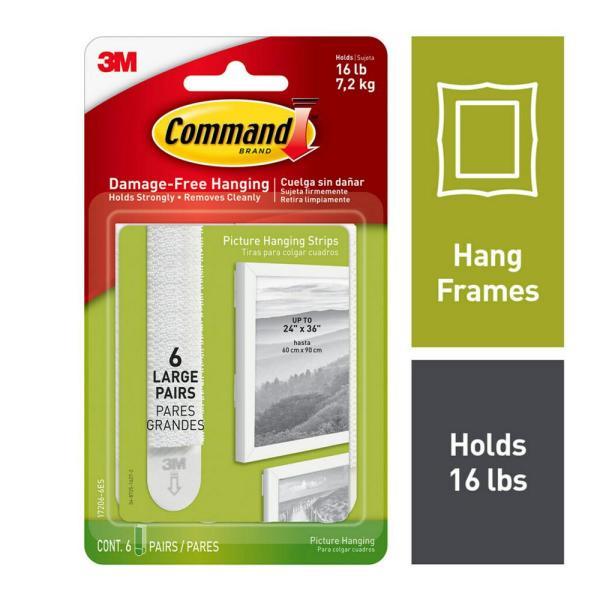 3M
Holds | Sujeta
16 lb
7,2 kg
Command
BRAND
Damage-Free Hanging
Holds Strongly • Removes Cleanly
Cuelga sin dañar
Sujeta firmemente
Retira limpiamente
Picture Hanging Strips
Tiras para colgar cuadros
UP TO
24" x 36"
hasta
60 cm x 90 cm
6
LARGE
PAIRS
PARES
GRANDES
3M
17206-6ES
CONT. 6 PAIRS / PARES
Picture Hanging
Para colgar cuadros
Hang
Frames
Holds
16 lbs